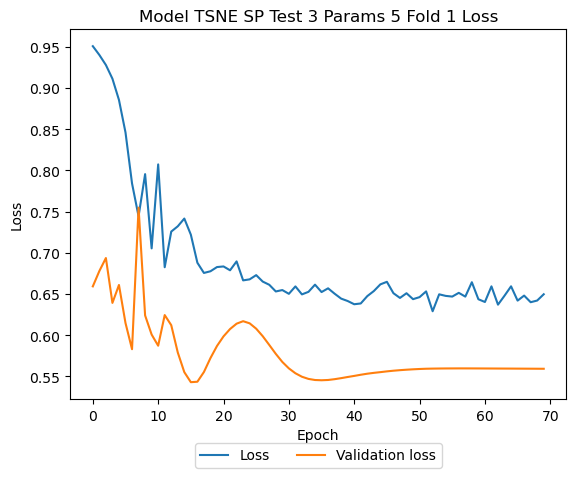 Model TSNE SP Test 3 Params 5 Fold 1 Loss
0.95
0.90
0.85
0.80
0.75
0.70
0.65
0.60
0.55
Loss
0 10 20 30 40 50 60 70
Epoch
Loss Validation loss